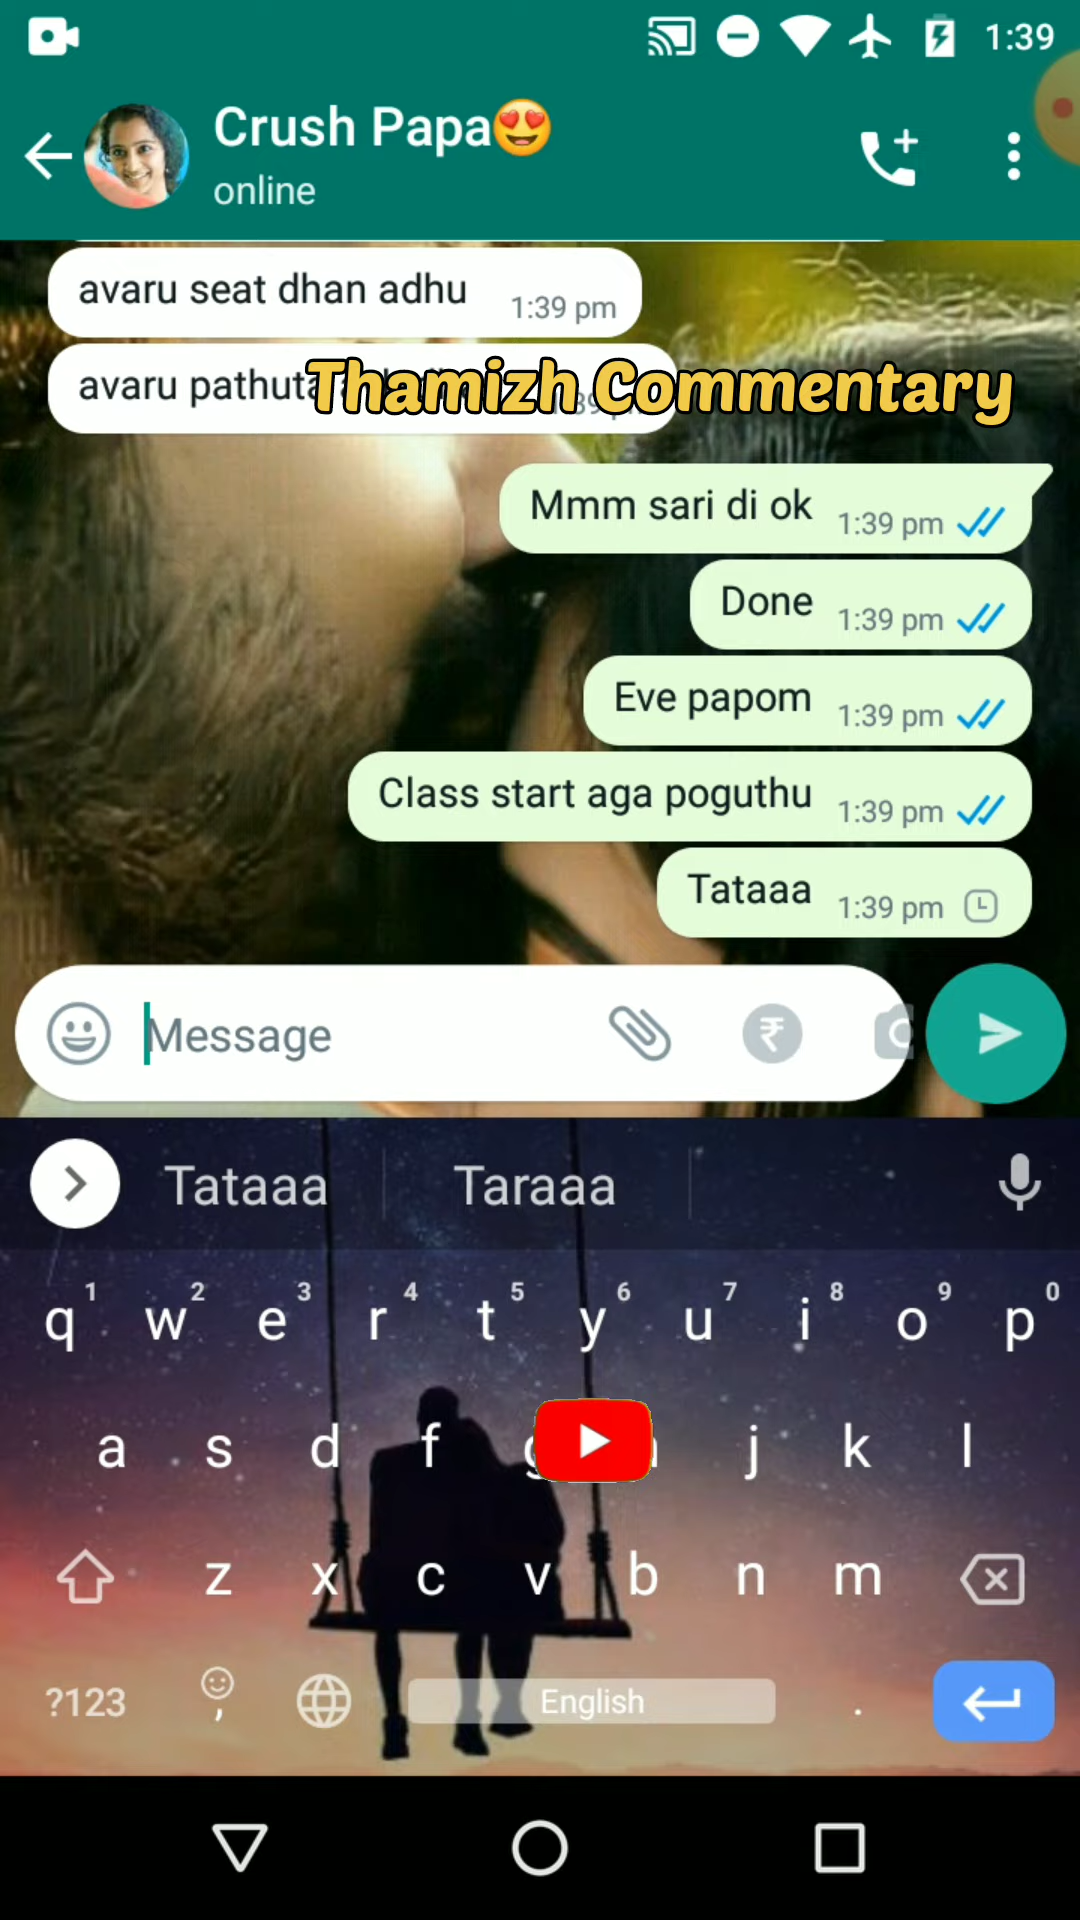 1:39
Crush Papa😍
online
avaru seat dhan adhu 1:39 pm
avaru
Thamizh Commentary
Mmm sari di ok 1:39 pm
Done 1:39 pm
Eve papom 1:39 pm
Class start aga poguthu 1:39 pm
Tataaa 1:39 pm
Message
Tataaa Taraaa
1 2 3 4 5 6 7 8 9 0
q w e r t y u i o p
a s d f j k l
z x c v b n m
?123 , English .